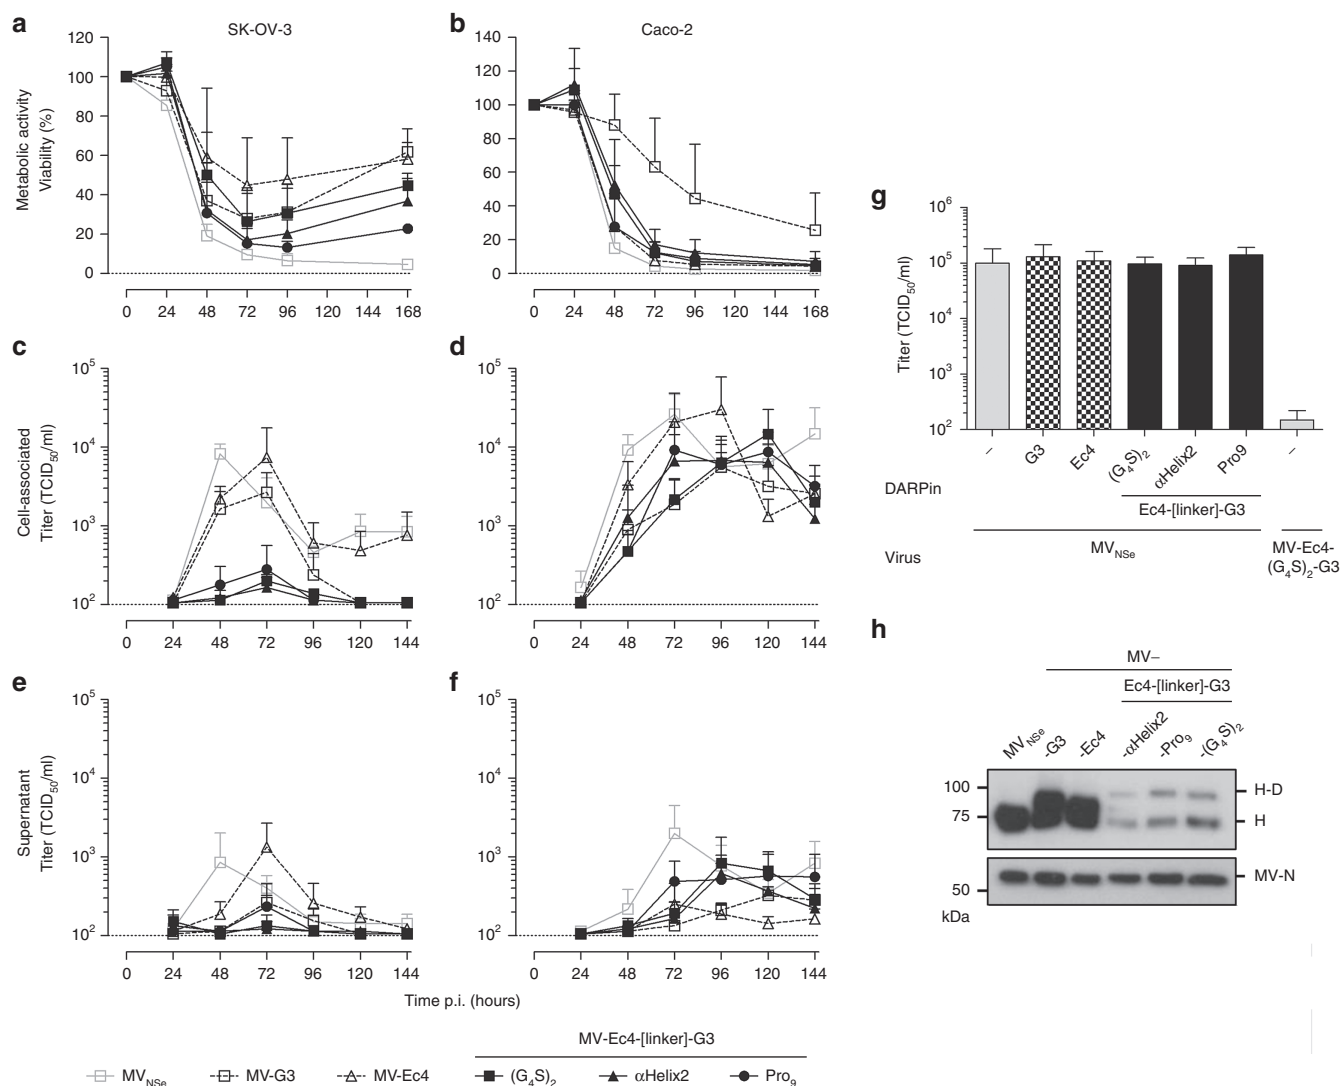 a
SK-OV-3
Metabolic activity
Viability (%)
120
100
80
60
40
20
0
0 24 48 72 96 120 144 168
b
Caco-2
140
120
100
80
60
40
20
0
0 24 48 72 96 120 144 168
c
Cell-associated
Titer (TCID50/ml)
10^5
10^4
10^3
10^2
0 24 48 72 96 120 144
d
10^5
10^4
10^3
10^2
0 24 48 72 96 120 144
e
Supernatant
Titer (TCID50/ml)
10^5
10^4
10^3
10^2
0 24 48 72 96 120 144
f
10^5
10^4
10^3
10^2
0 24 48 72 96 120 144
Time p.i. (hours)
MV-Ec4-[linker]-G3
MVNSe MV-G3 MV-Ec4 (G4S)2 αHelix2 Pro9
g
Titer (TCID50/ml)
10^6
10^5
10^4
10^3
10^2
– G3 Ec4 (G4S)2 αHelix2 Pro9 –
DARPin
Ec4-[linker]-G3
Virus
MVNSe
MV-Ec4-
(G4S)2-G3
h
MV–
Ec4-[linker]-G3
MVNSe -G3 -Ec4 -αHelix2 -Pro9 -(G4S)2
100
75
50
kDa
H-D
H
MV-N